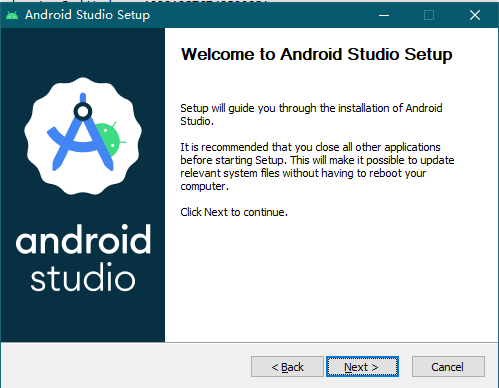 Android Studio Setup
Welcome to Android Studio Setup
Setup will guide you through the installation of Android
Studio.
It is recommended that you close all other applications
before starting Setup. This will make it possible to update
relevant system files without having to reboot your
computer.
Click Next to continue.
android
studio
< Back
Next >
Cancel